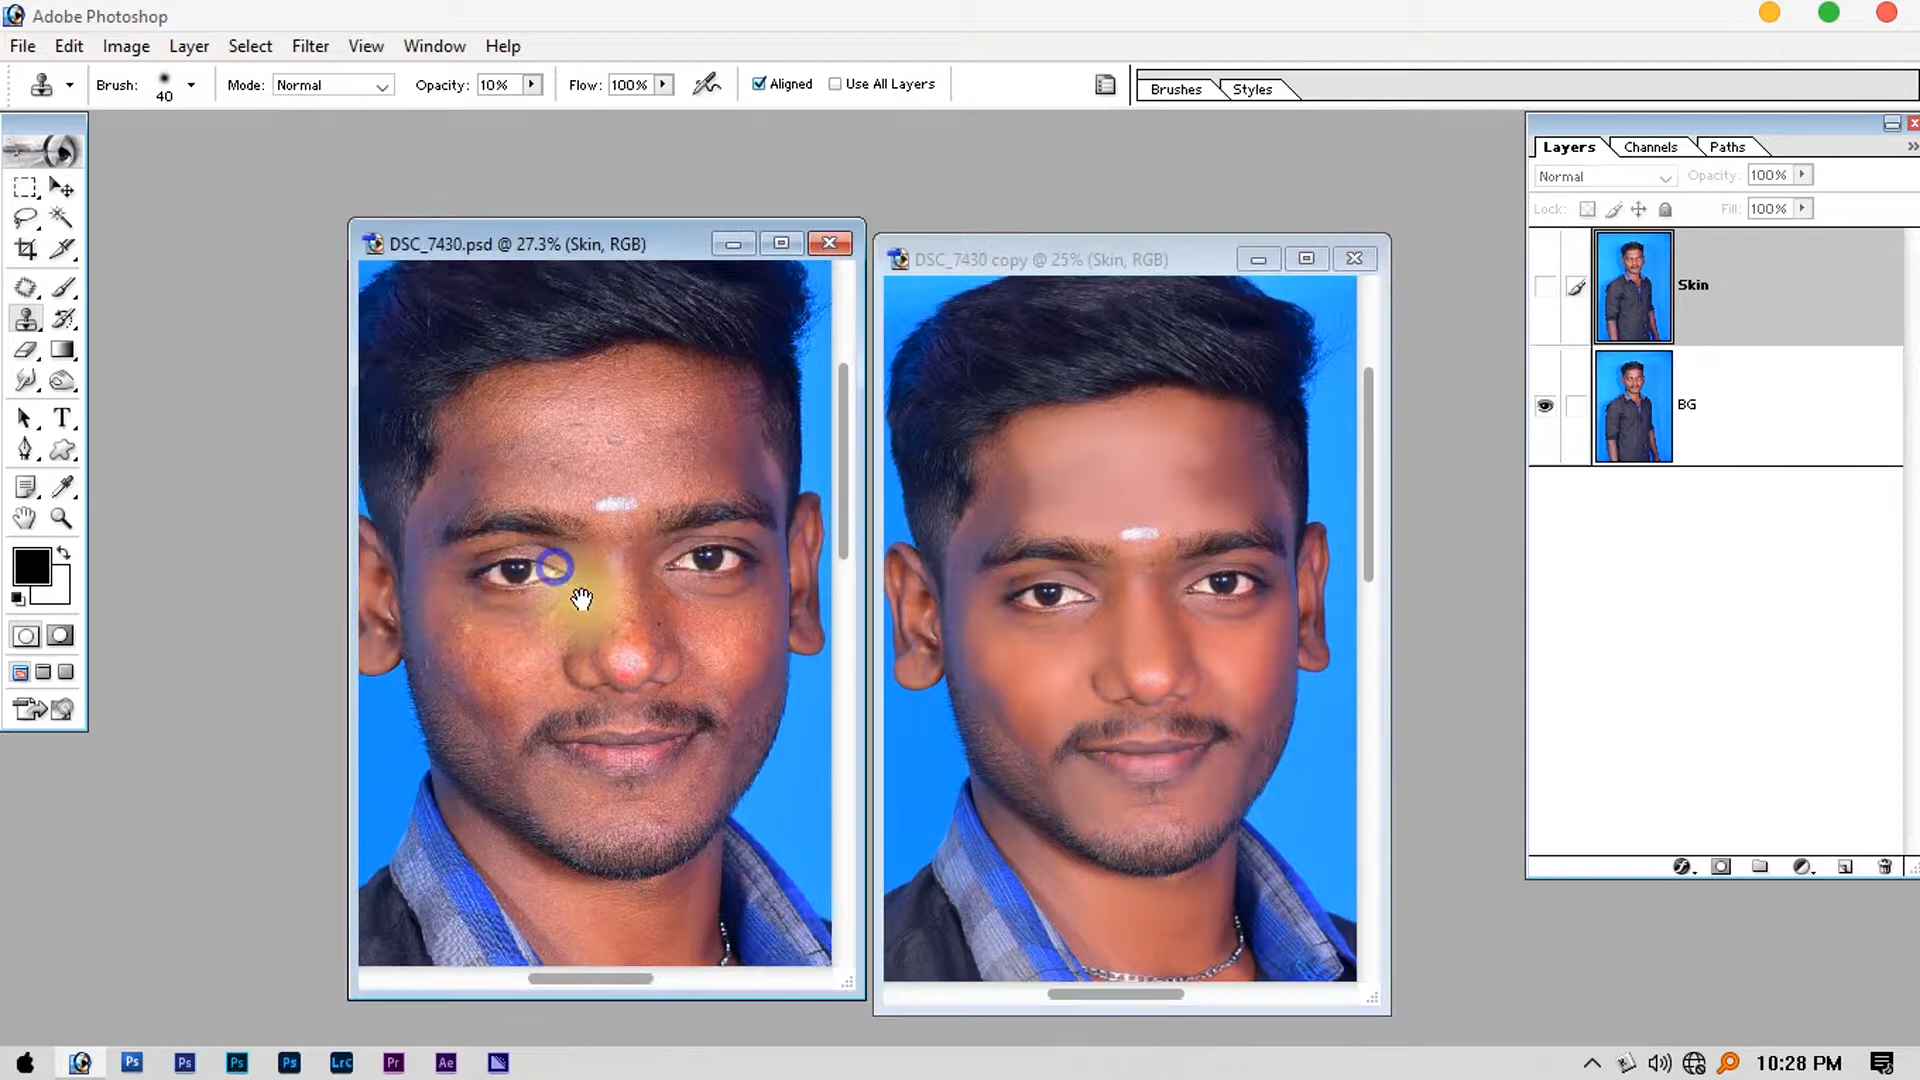 Adobe Photoshop
File Edit Image Layer Select Filter View Window Help
Brush: 40 Mode: Normal Opacity: 10% Flow: 100% Aligned Use All Layers Brushes Styles
Layers Channels Paths
Normal Opacity: 100%
Lock: Fill: 100%
DSC_7430.psd @ 27.3% (Skin, RGB)
DSC_7430 copy @ 25% (Skin, RGB)
Skin
BG
T
Ps Ps Ps Ps Lrc Pr Ae 10:28 PM